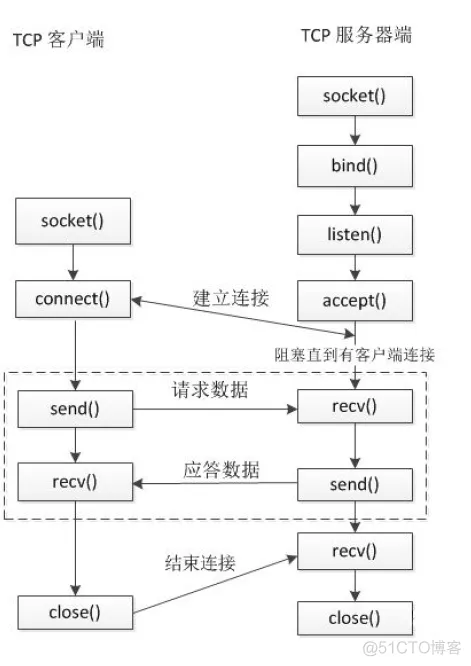 TCP 客户端
TCP 服务器端
socket()
bind()
socket()
listen()
connect()
建立连接
accept()
阻塞直到有客户端连接
send()
请求数据
recv()
recv()
应答数据
send()
结束连接
recv()
close()
close()
@51CTO博客